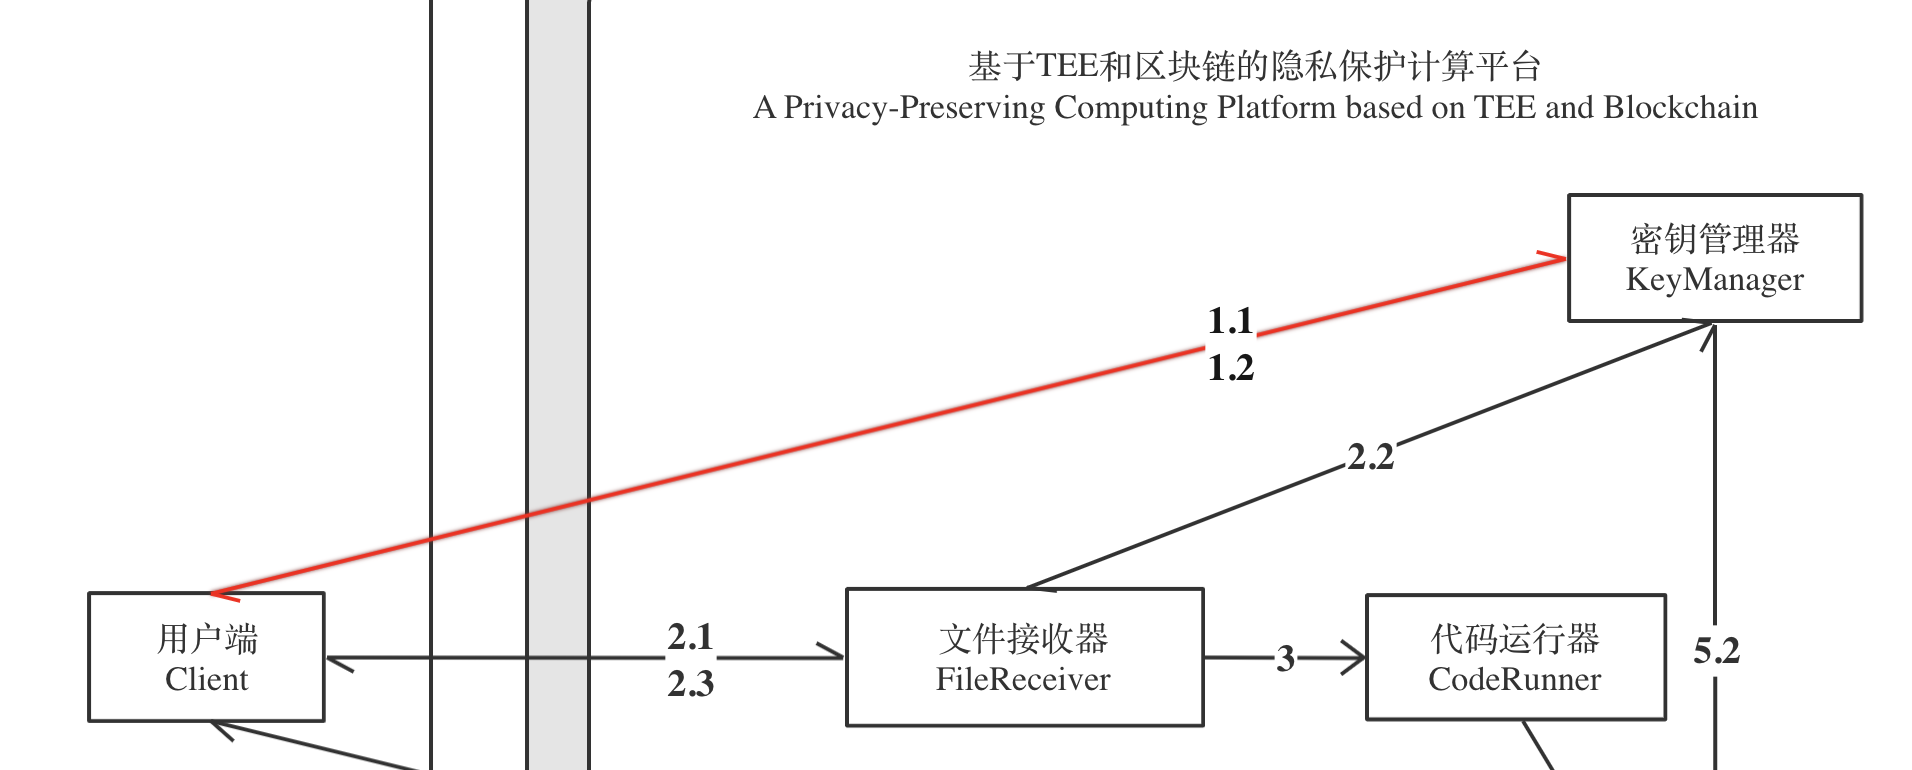 基于TEE和区块链的隐私保护计算平台
A Privacy-Preserving Computing Platform based on TEE and Blockchain
密钥管理器
KeyManager
1.1
1.2
2.2
用户端
Client
2.1
2.3
文件接收器
FileReceiver
3
代码运行器
CodeRunner
5.2